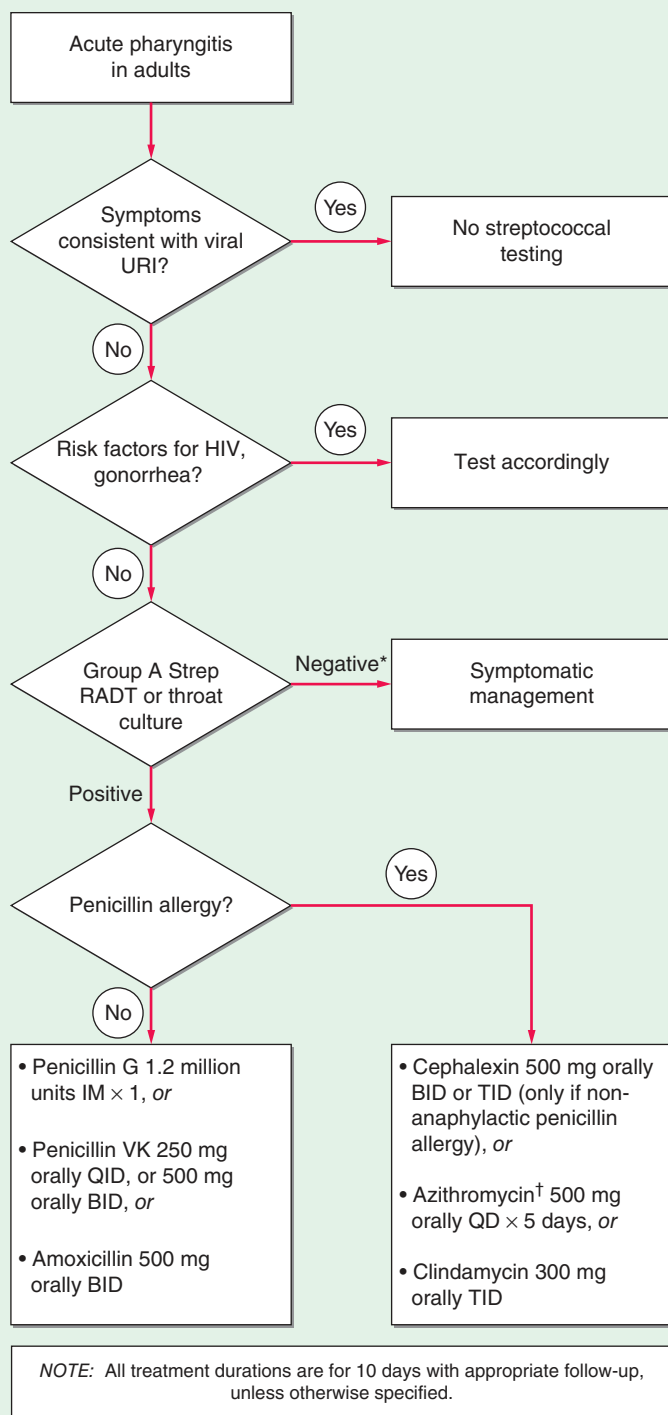 Acute pharyngitis
in adults
Symptoms
consistent with viral
URI?
Yes
No streptococcal
testing
No
Risk factors for HIV,
gonorrhea?
Yes
Test accordingly
No
Group A Strep
RADT or throat
culture
Negative*
Symptomatic
management
Positive
Penicillin allergy?
Yes
No
• Penicillin G 1.2 million
units IM × 1, or
• Penicillin VK 250 mg
orally QID, or 500 mg
orally BID, or
• Amoxicillin 500 mg
orally BID
• Cephalexin 500 mg orally
BID or TID (only if non-
anaphylactic penicillin
allergy), or
• Azithromycin† 500 mg
orally QD × 5 days, or
• Clindamycin 300 mg
orally TID
NOTE: All treatment durations are for 10 days with appropriate follow-up,
unless otherwise specified.